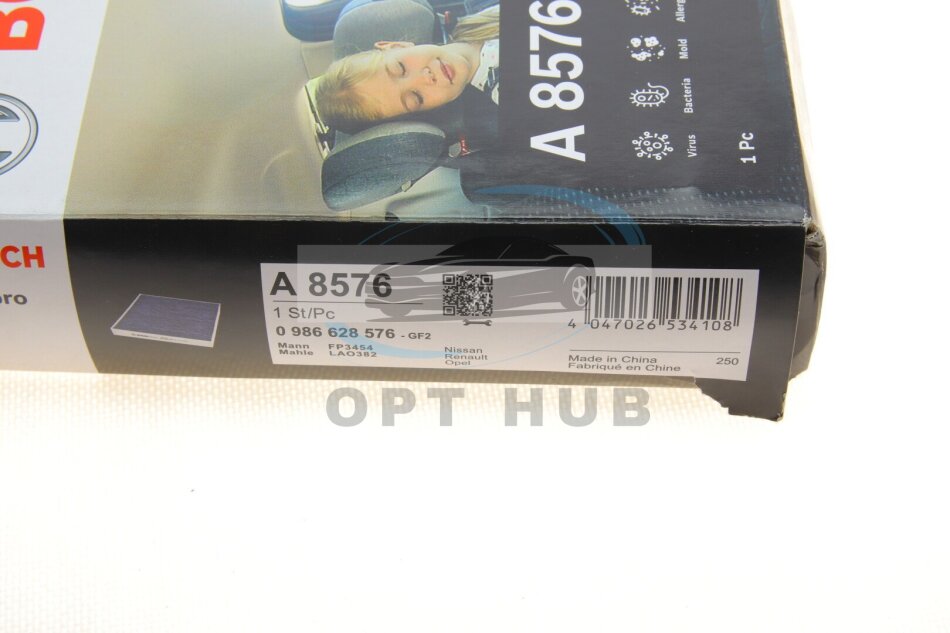 A 8576
Virus
Bacteria
Mold
1 Pc
A 8576
1 St/Pc
0 986 628 576 - GF2
Mann FP3454
Mahle LAO382
Nissan
Renault
Opel
4 047026 534108
Made in China 250
Fabriqué en Chine
OPT HUB